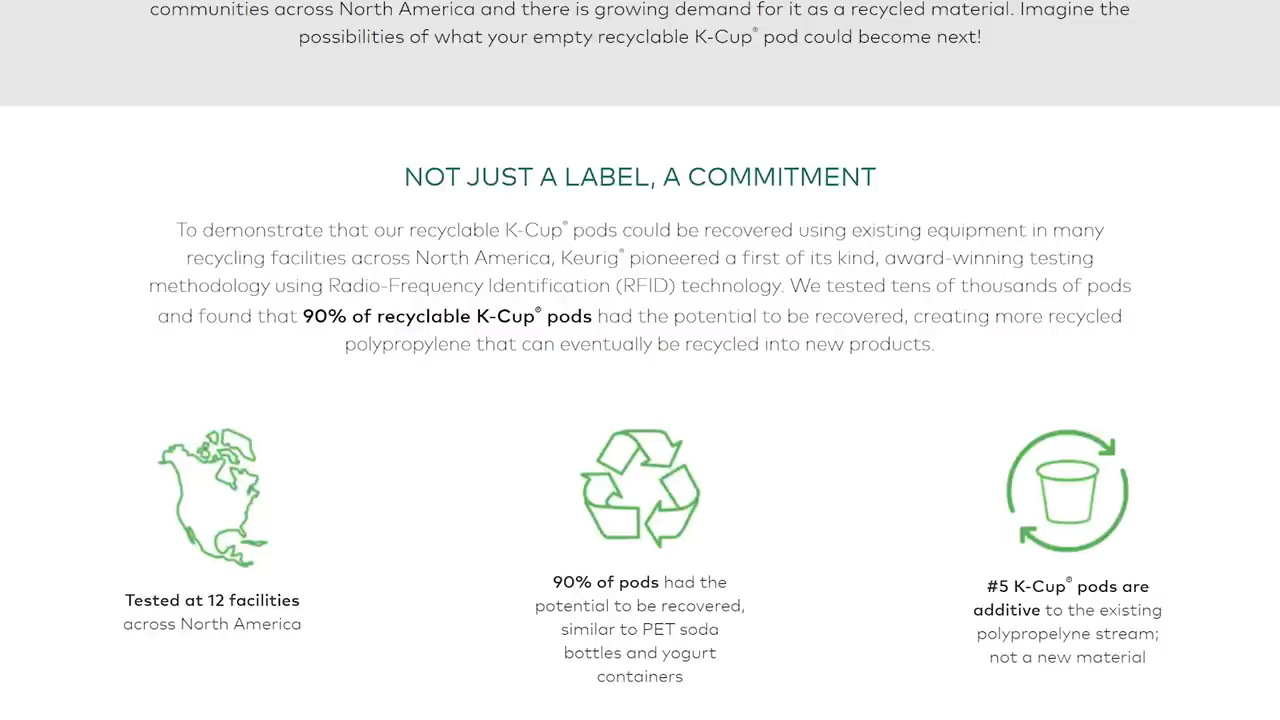 communities across North America and there is growing demand for it as a recycled material. Imagine the
possibilities of what your empty recyclable K-Cup® pod could become next!
NOT JUST A LABEL, A COMMITMENT
To demonstrate that our recyclable K-Cup® pods could be recovered using existing equipment in many
recycling facilities across North America, Keurig® pioneered a first of its kind, award-winning testing
methodology using Radio-Frequency Identification (RFID) technology. We tested tens of thousands of pods
and found that 90% of recyclable K-Cup® pods had the potential to be recovered, creating more recycled
polypropylene that can eventually be recycled into new products.
Tested at 12 facilities
across North America
90% of pods had the
potential to be recovered,
similar to PET soda
bottles and yogurt
containers
#5 K-Cup® pods are
additive to the existing
polypropelyne stream;
not a new material